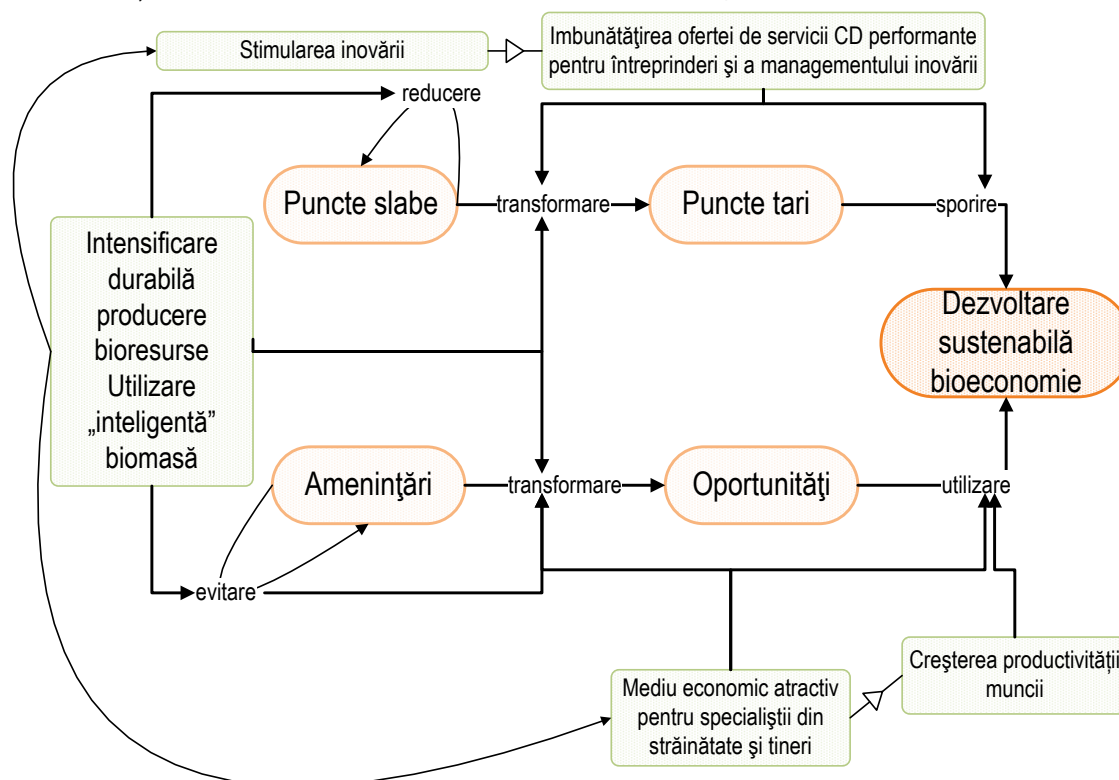 Stimularea inovării
Imbunătăţirea ofertei de servicii CD performante
pentru întreprinderi şi a managementului inovării
reducere
Puncte slabe
transformare
Puncte tari
sporire
Intensificare
durabilă
producere
bioresurse
Utilizare
„inteligentă”
biomasă
Dezvoltare
sustenabilă
bioeconomie
Ameninţări
transformare
Oportunităţi
utilizare
evitare
Mediu economic atractiv
pentru specialiştii din
străinătate şi tineri
Creşterea productivităţii
muncii